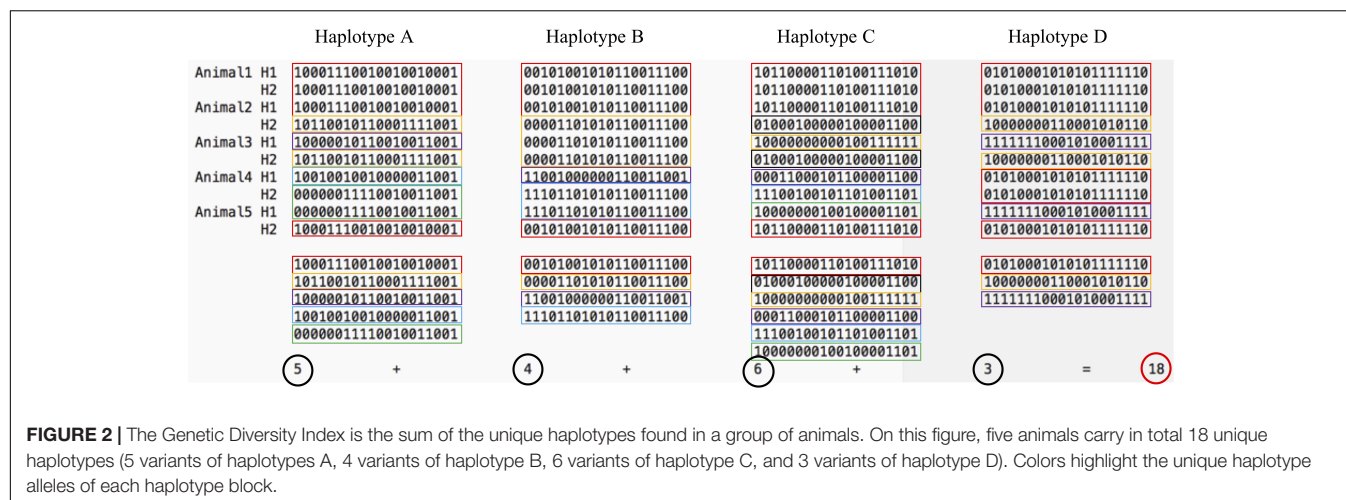 Haplotype A Haplotype B Haplotype C Haplotype D
Animal1 H1 10001110010010010001 00101001010110011100 10110000110100111010 01010001010101111110
H2 10001110010010010001 00101001010110011100 10110000110100111010 01010001010101111110
Animal2 H1 10001110010010010001 00101001010110011100 10110000110100111010 01010001010101111110
H2 10110010110001111001 00001101010110011100 01000100000100001100 10000000110001010110
Animal3 H1 10000010110010011001 00001101010110011100 10000000000100111111 11111110001010001111
H2 10110010110001111001 00001101010110011100 01000100000100001100 10000000110001010110
Animal4 H1 10010010010000011001 11001000000110011001 00011000101100001100 01010001010101111110
H2 00000011110010011001 11101101010110011100 11100100101101001101 01010001010101111110
Animal5 H1 00000011110010011001 11101101010110011100 10000000100100001101 11111110001010001111
H2 10001110010010010001 00101001010110011100 10110000110100111010 01010001010101111110
10001110010010010001 00101001010110011100 10110000110100111010 01010001010101111110
10110010110001111001 00001101010110011100 01000100000100001100 10000000110001010110
10000010110010011001 11001000000110011001 10000000000100111111 11111110001010001111
10010010010000011001 11101101010110011100 00011000101100001100
00000011110010011001 11100100101101001101
10000000100100001101
5 + 4 + 6 + 3 = 18
FIGURE 2 | The Genetic Diversity Index is the sum of the unique haplotypes found in a group of animals. On this figure, five animals carry in total 18 unique
haplotypes (5 variants of haplotypes A, 4 variants of haplotype B, 6 variants of haplotype C, and 3 variants of haplotype D). Colors highlight the unique haplotype
alleles of each haplotype block.